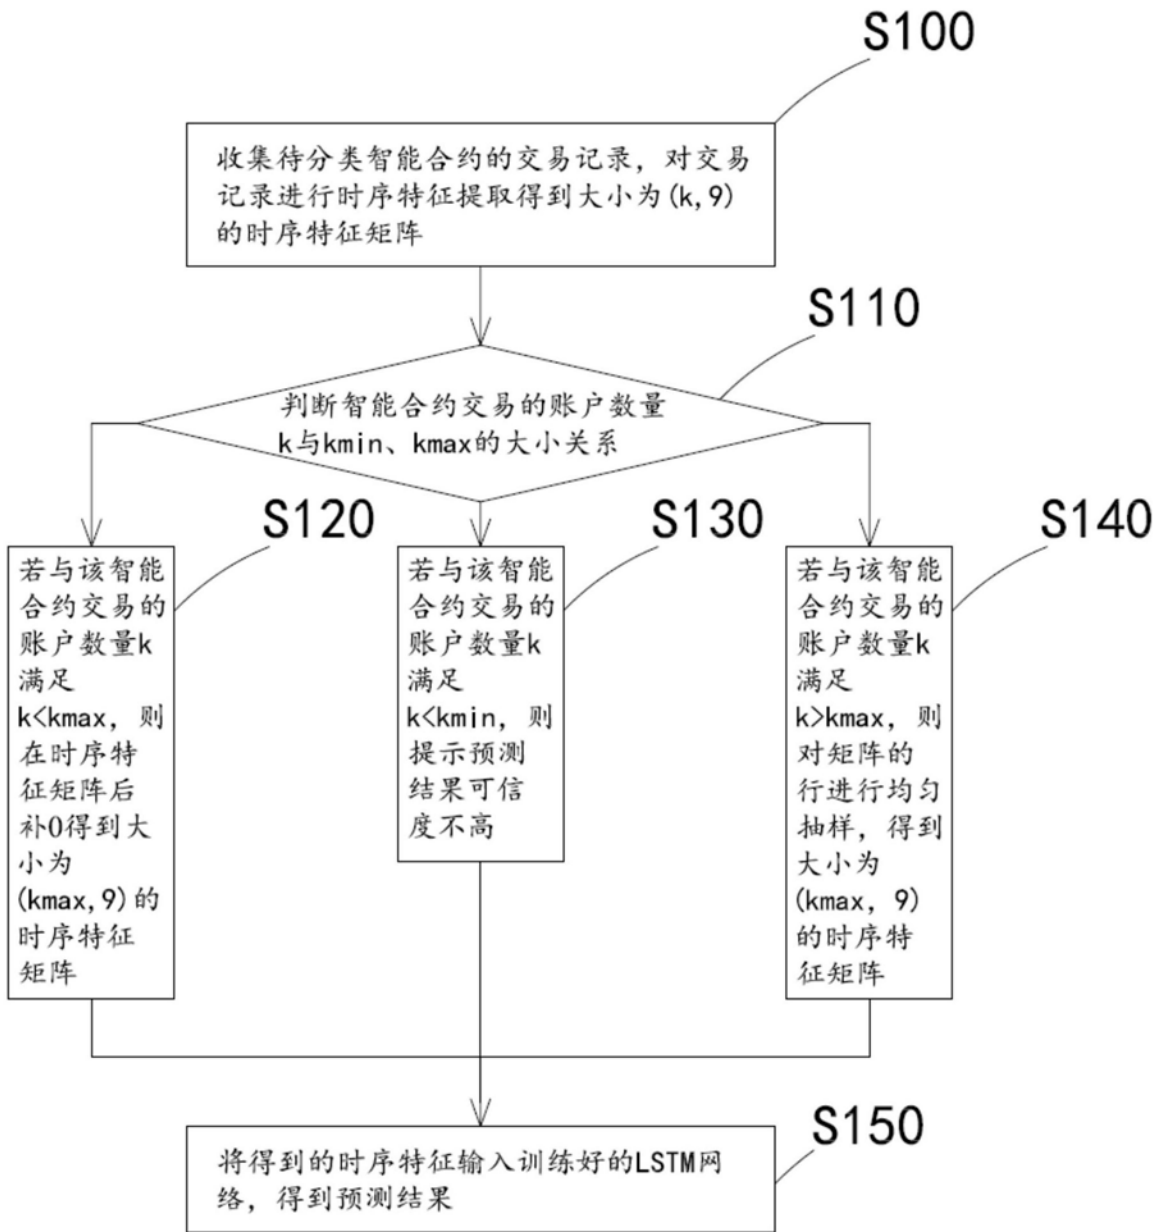 S100
收集待分类智能合约的交易记录，对交易
记录进行时序特征提取得到大小为(k,9)
的时序特征矩阵
S110
判断智能合约交易的账户数量
k与kmin、kmax的大小关系
S120
若与该智能
合约交易的
账户数量k
满足
k<kmax，则
在时序特
征矩阵后
补0得到大
小为
(kmax,9)的
时序特征
矩阵
S130
若与该智能
合约交易的
账户数量k
满足
k<kmin，则
提示预测
结果可信
度不高
S140
若与该智能
合约交易的
账户数量k
满足
k>kmax，则
对矩阵的
行进行均匀
抽样，得到
大小为
(kmax, 9)
的时序特
征矩阵
S150
将得到的时序特征输入训练好的LSTM网
络，得到预测结果